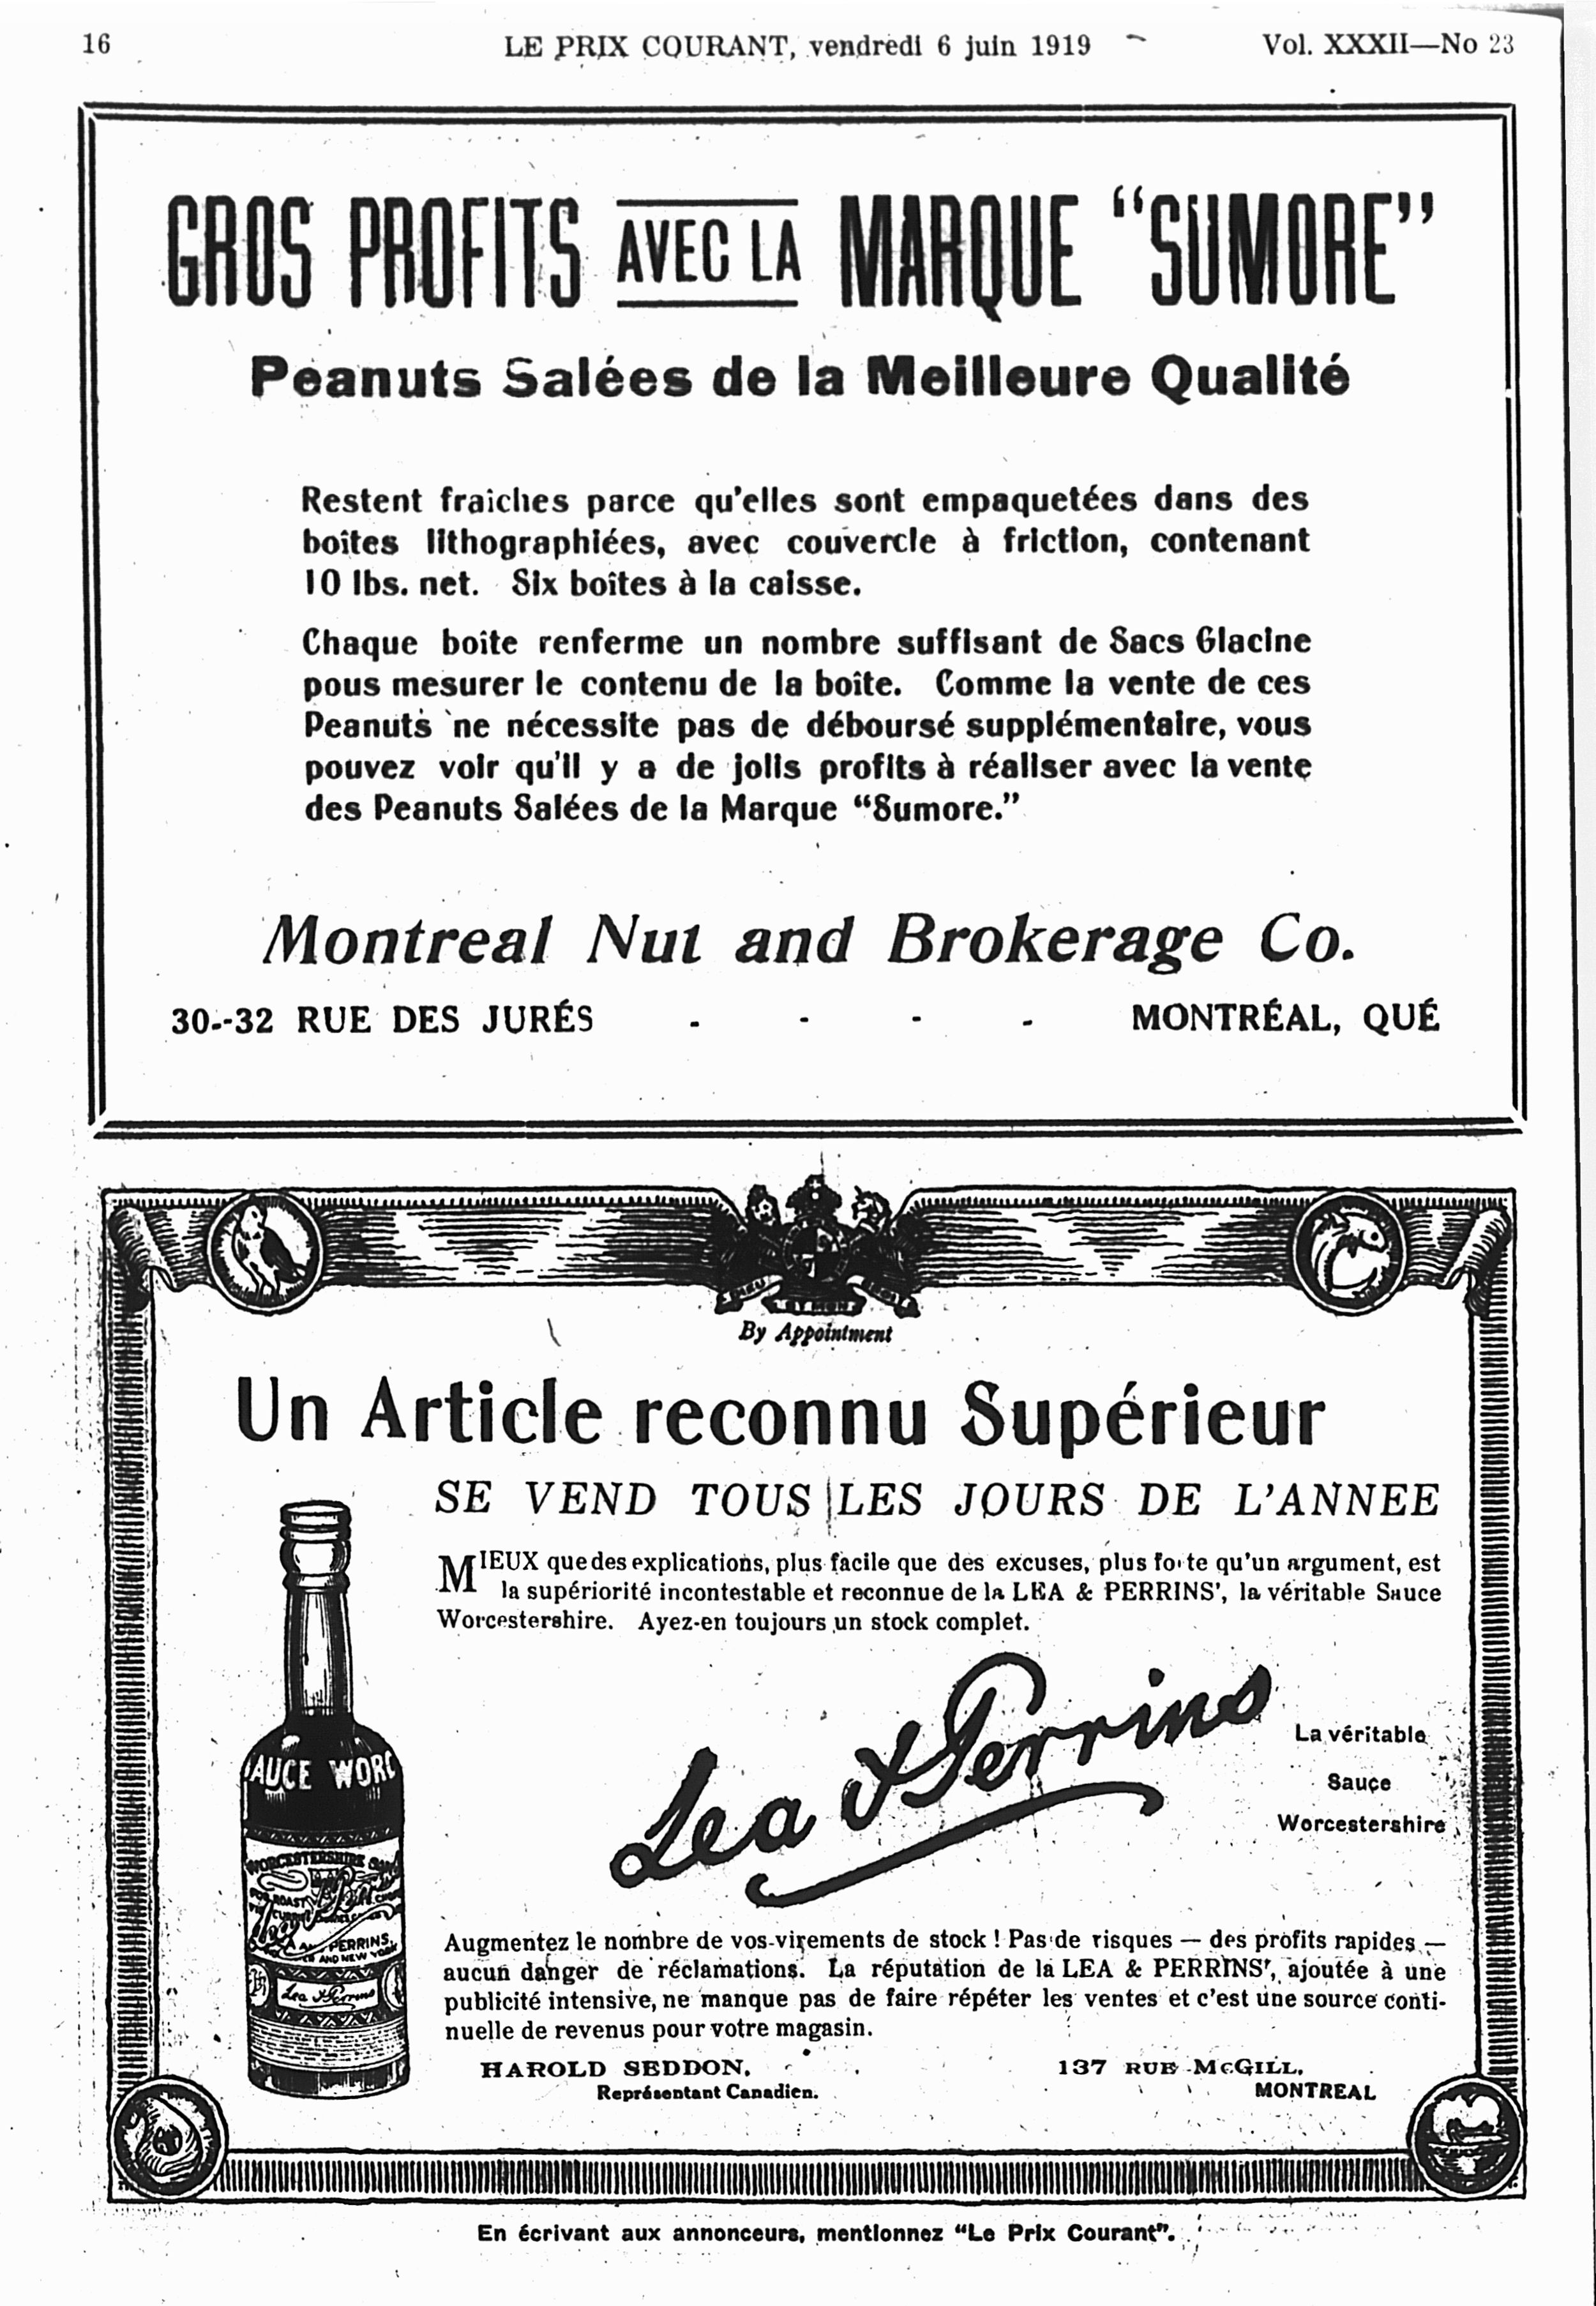 16
LE PRIX COURANT, vendredi 6 juin 1919
Vol. XXXII—No 23
GROS PROFITS AVEC LA MARQUE “SUMORE”
Peanuts Salées de la Meilleure Qualité
Restent fraiches parce qu'elles sont empaquetées dans des
boîtes lithographiées, avec couvercle à friction, contenant
10 lbs. net. Six boîtes à la caisse.
Chaque boîte renferme un nombre suffisant de Sacs Glacine
pous mesurer le contenu de la boîte. Comme la vente de ces
Peanuts ne nécessite pas de déboursé supplémentaire, vous
pouvez voir qu'il y a de jolis profits à réaliser avec la vente
des Peanuts Salées de la Marque “Sumore.”
Montreal Nut and Brokerage Co.
30--32 RUE DES JURÉS - - - - MONTRÉAL, QUÉ
By Appointment
Un Article reconnu Supérieur
SE VEND TOUS LES JOURS DE L'ANNEE
MIEUX que des explications, plus facile que des excuses, plus forte qu'un argument, est
la supériorité incontestable et reconnue de la LEA & PERRINS', la véritable Sauce
Worcestershire. Ayez-en toujours un stock complet.
Lea & Perrins
La véritable
Sauce
Worcestershire
AUCE WORC
WORCESTERSHIRE
ROAST
PERRINS,
AND NEW YORK
Lea & Perrins
Augmentez le nombre de vos virements de stock ! Pas de risques — des profits rapides —
aucun danger de réclamations. La réputation de la LEA & PERRINS', ajoutée à une
publicité intensive, ne manque pas de faire répéter les ventes et c'est une source conti-
nuelle de revenus pour votre magasin.
HAROLD SEDDON,
Représentant Canadien.
137 RUE McGILL,
MONTREAL
En écrivant aux annonceurs, mentionnez “Le Prix Courant”.